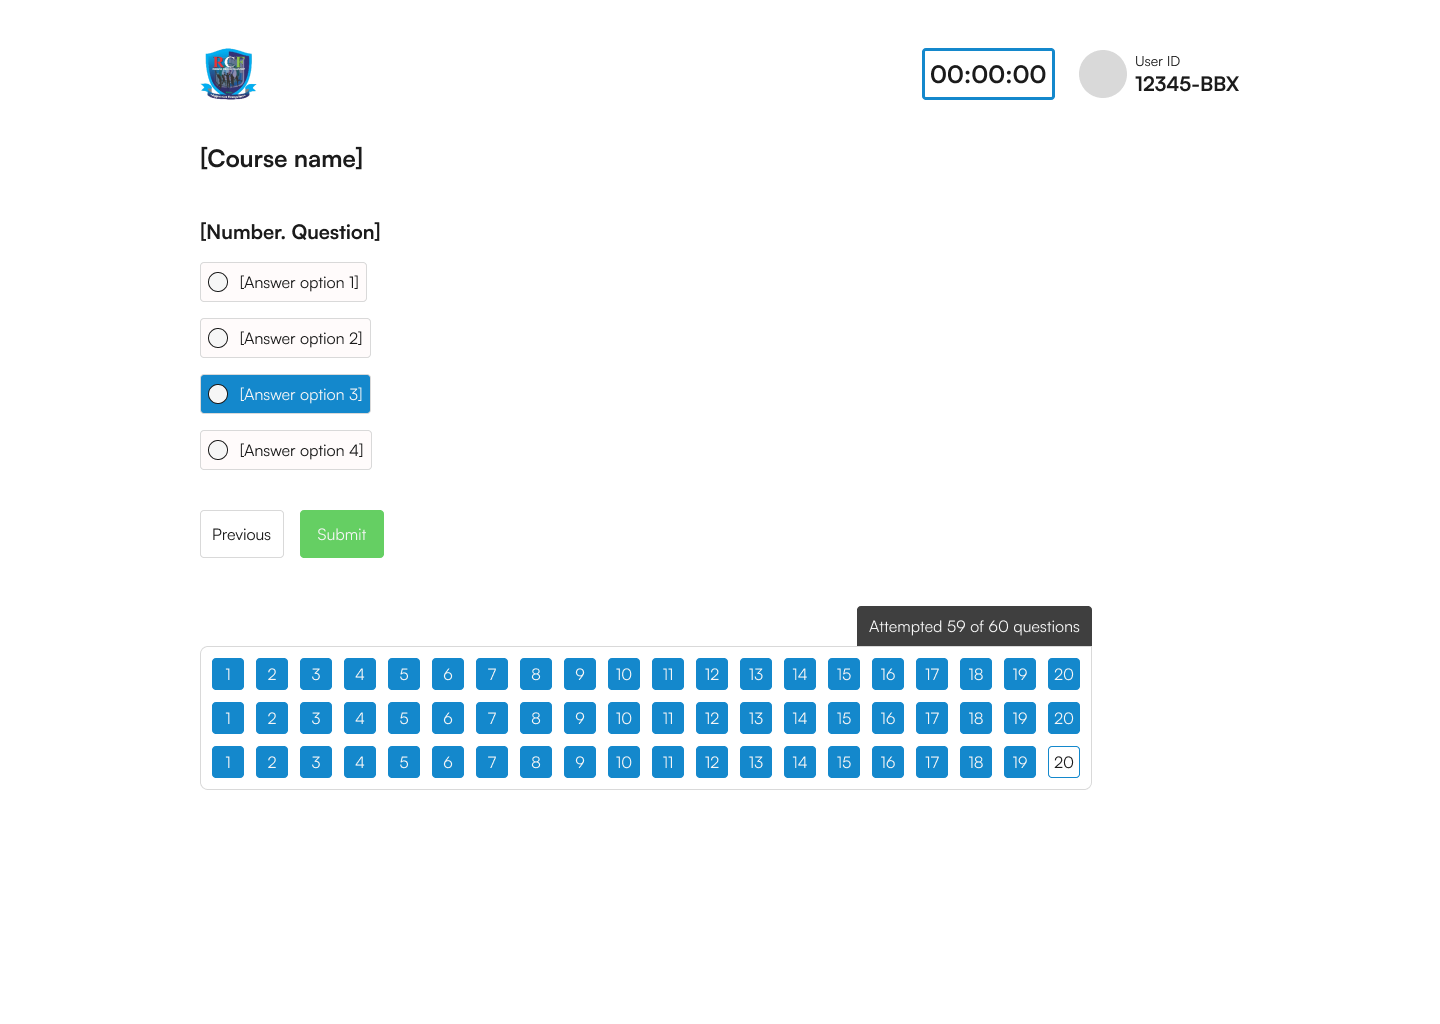 RCF
00:00:00
User ID
12345-BBX
[Course name]
[Number. Question]
[Answer option 1]
[Answer option 2]
[Answer option 3]
[Answer option 4]
Previous Submit
Attempted 59 of 60 questions
1 2 3 4 5 6 7 8 9 10 11 12 13 14 15 16 17 18 19 20
1 2 3 4 5 6 7 8 9 10 11 12 13 14 15 16 17 18 19 20
1 2 3 4 5 6 7 8 9 10 11 12 13 14 15 16 17 18 19 20